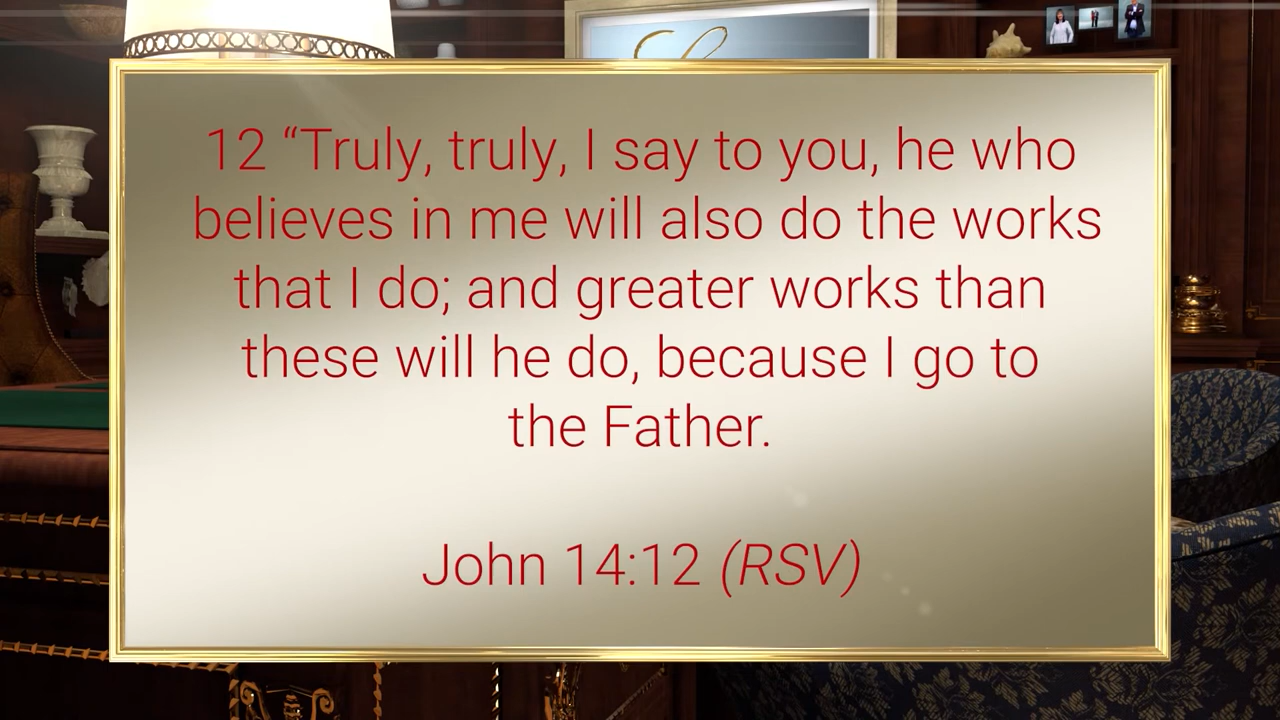 12 “Truly, truly, I say to you, he who
believes in me will also do the works
that I do; and greater works than
these will he do, because I go to
the Father.
John 14:12 (RSV)